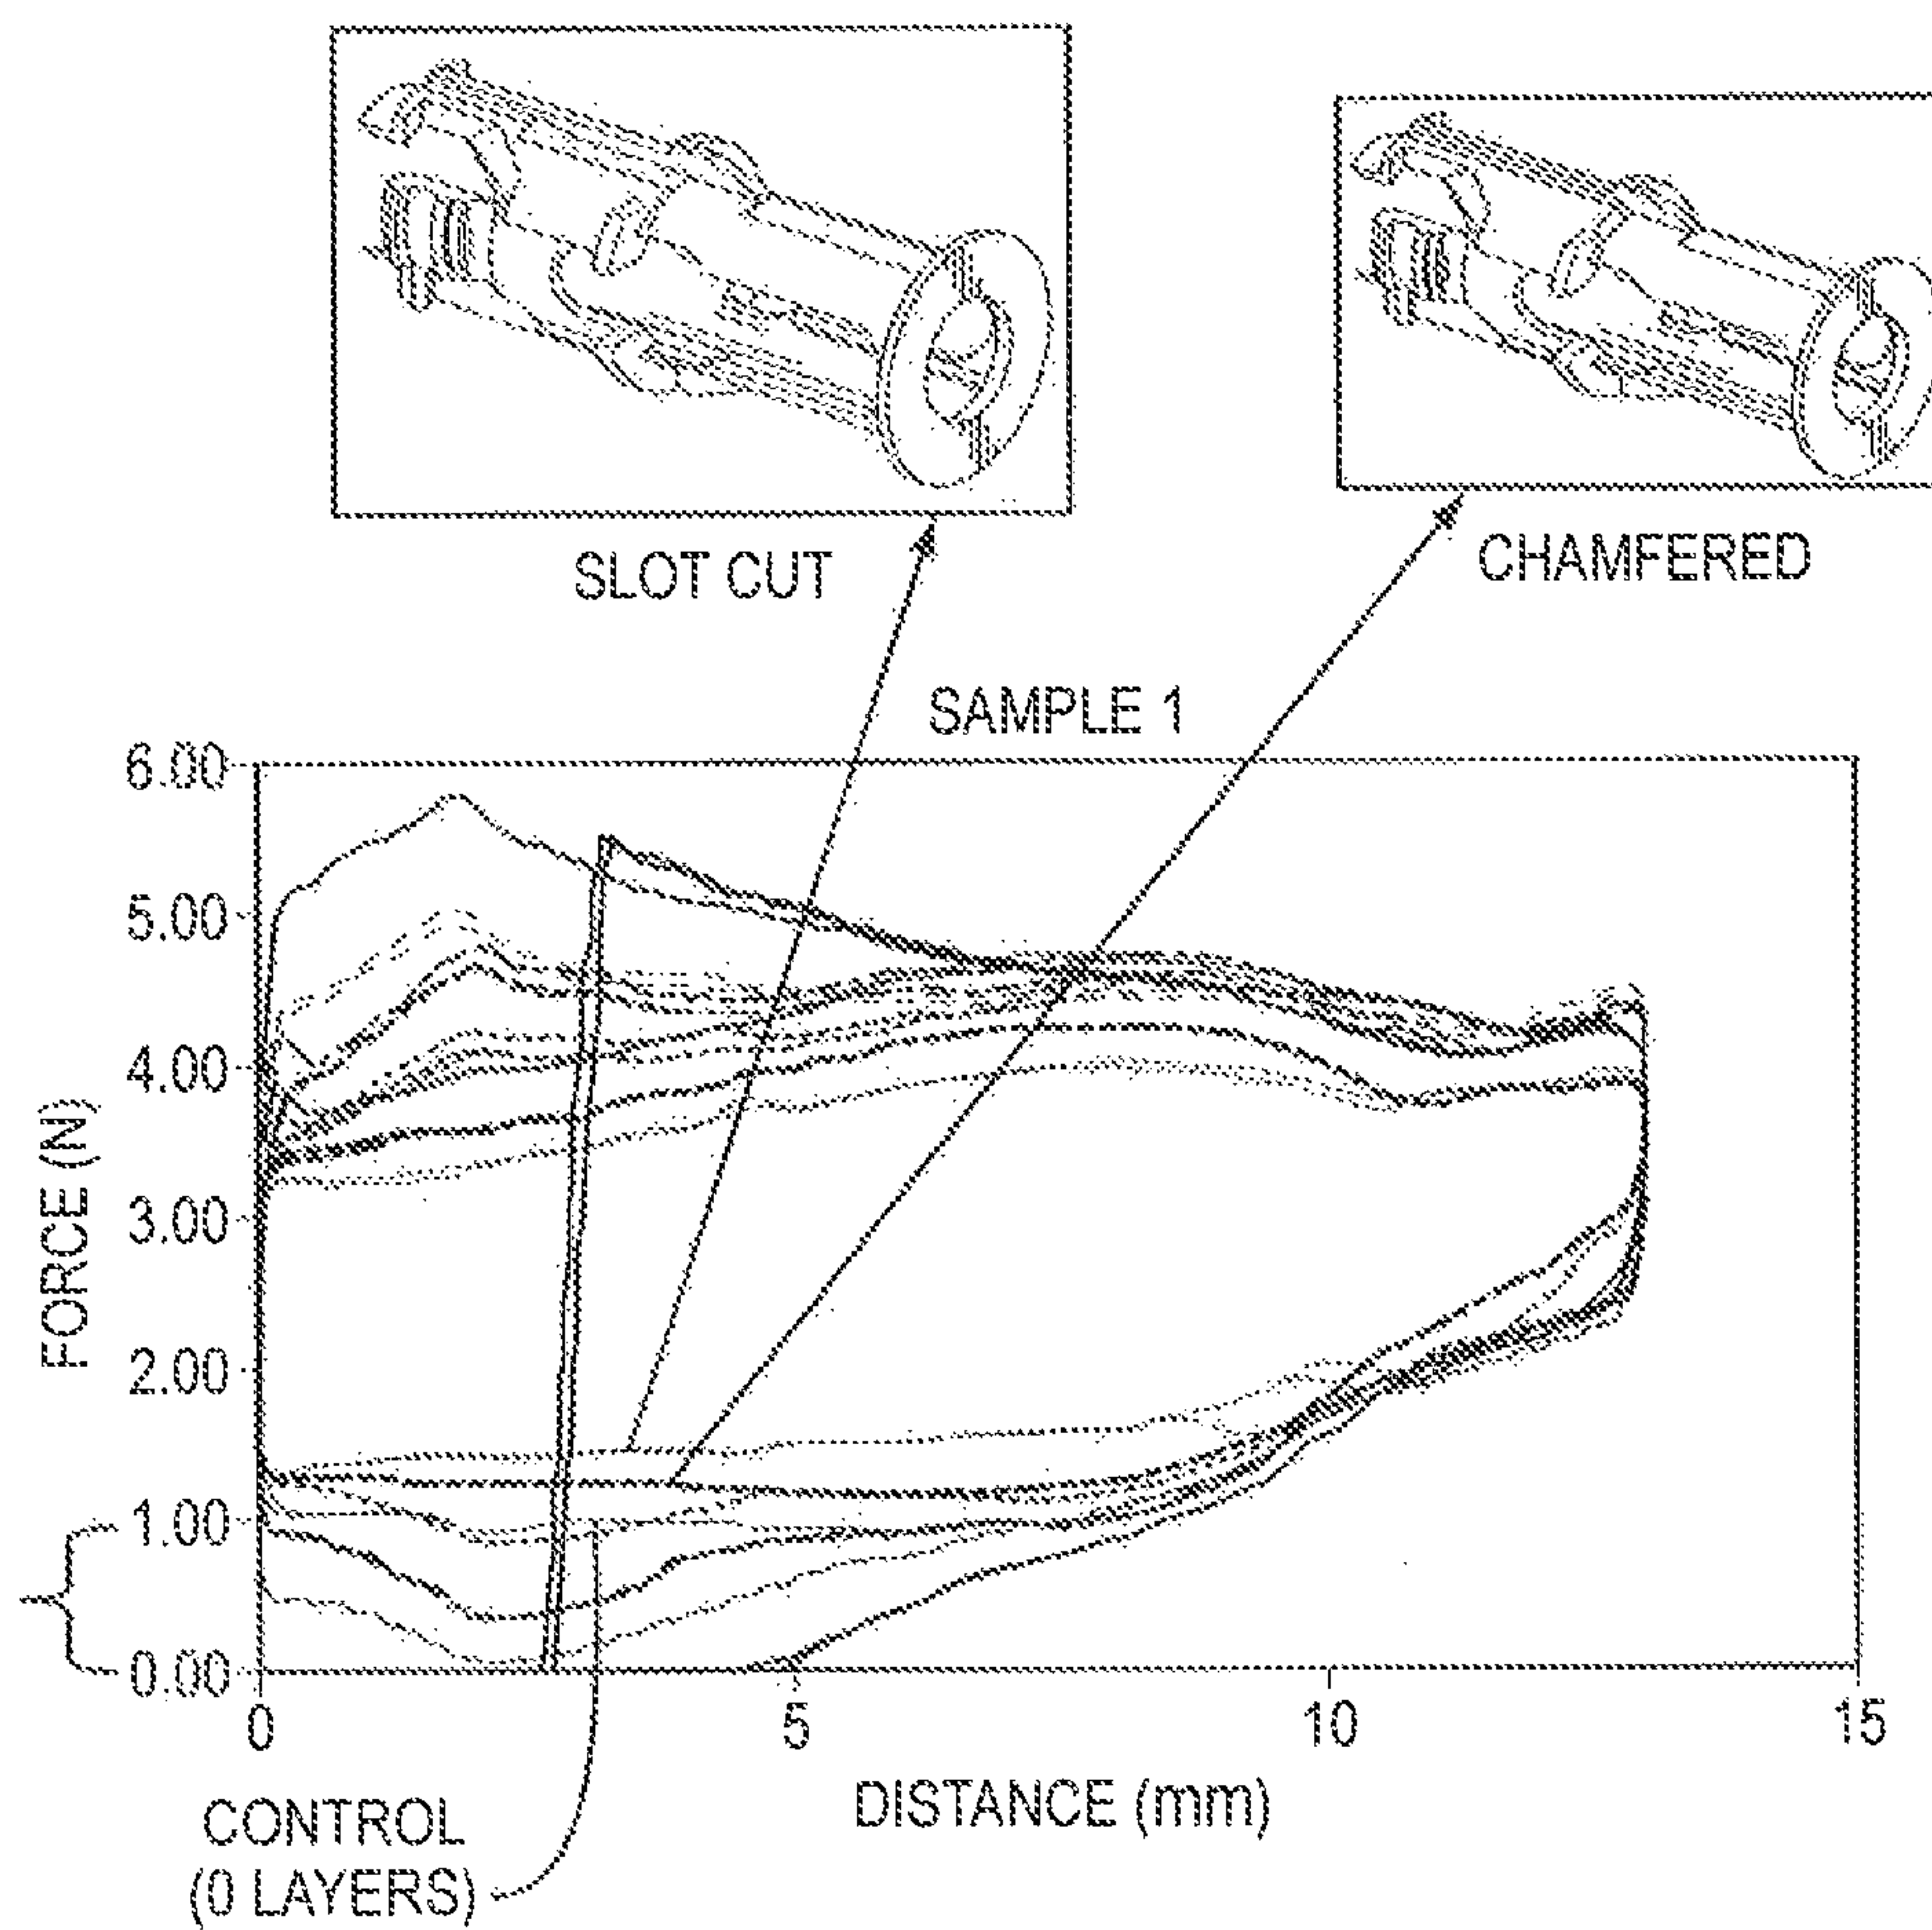 SLOT CUT
CHAMFERED
SAMPLE 1
6.00
5.00
4.00
3.00
2.00
1.00
0.00
FORCE (N)
0
5
10
15
DISTANCE (mm)
CONTROL
(0 LAYERS)